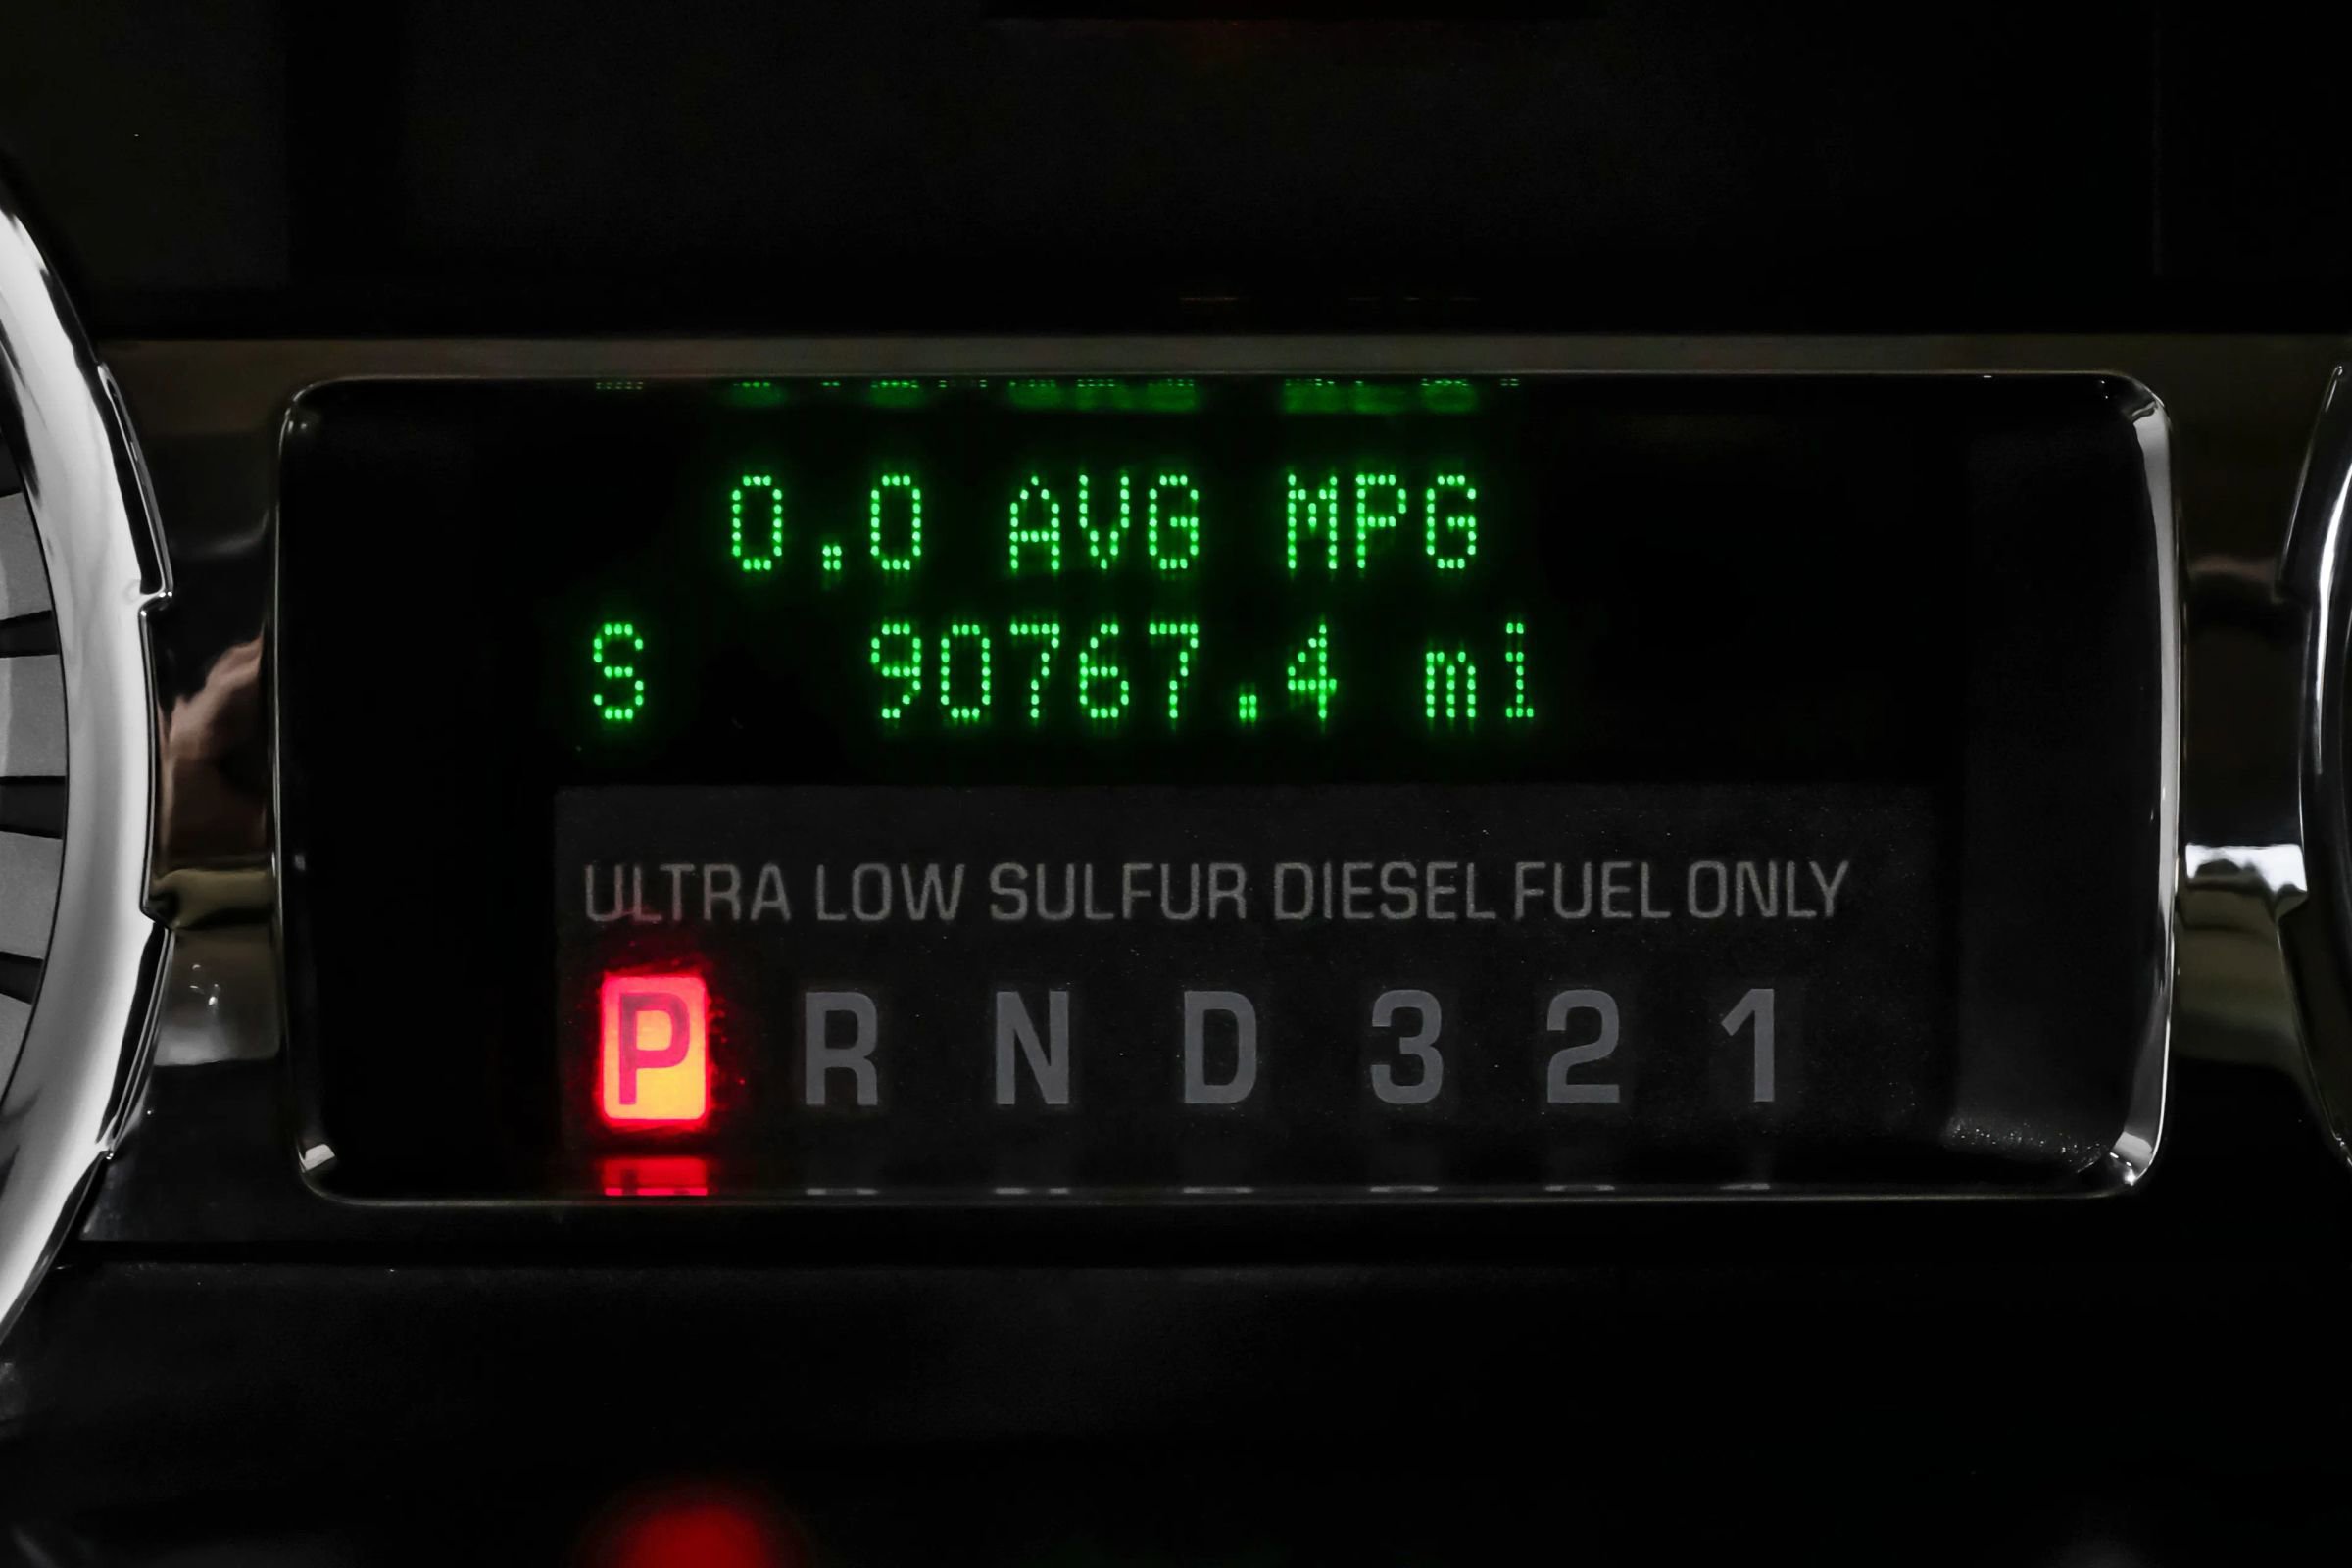 0.0 AVG MPG
S 90767.4 mi
ULTRA LOW SULFUR DIESEL FUEL ONLY
P R N D 3 2 1